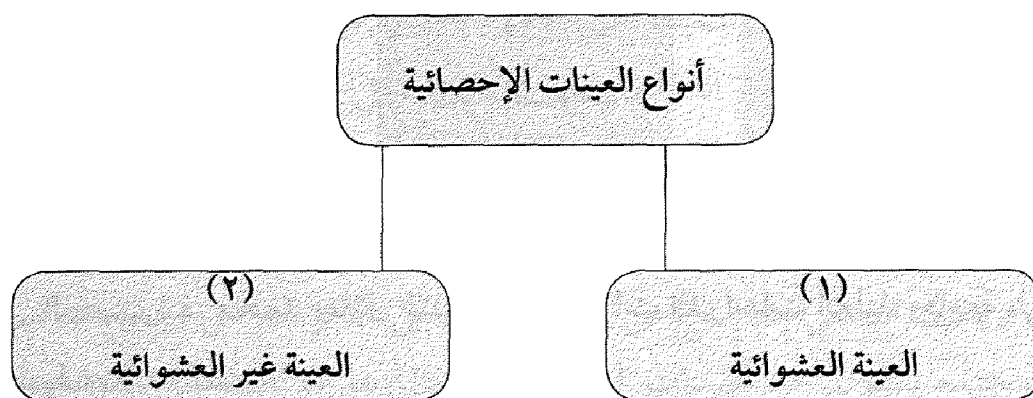 أنواع العينات الإحصائية
(١)
العينة العشوائية
(٢)
العينة غير العشوائية